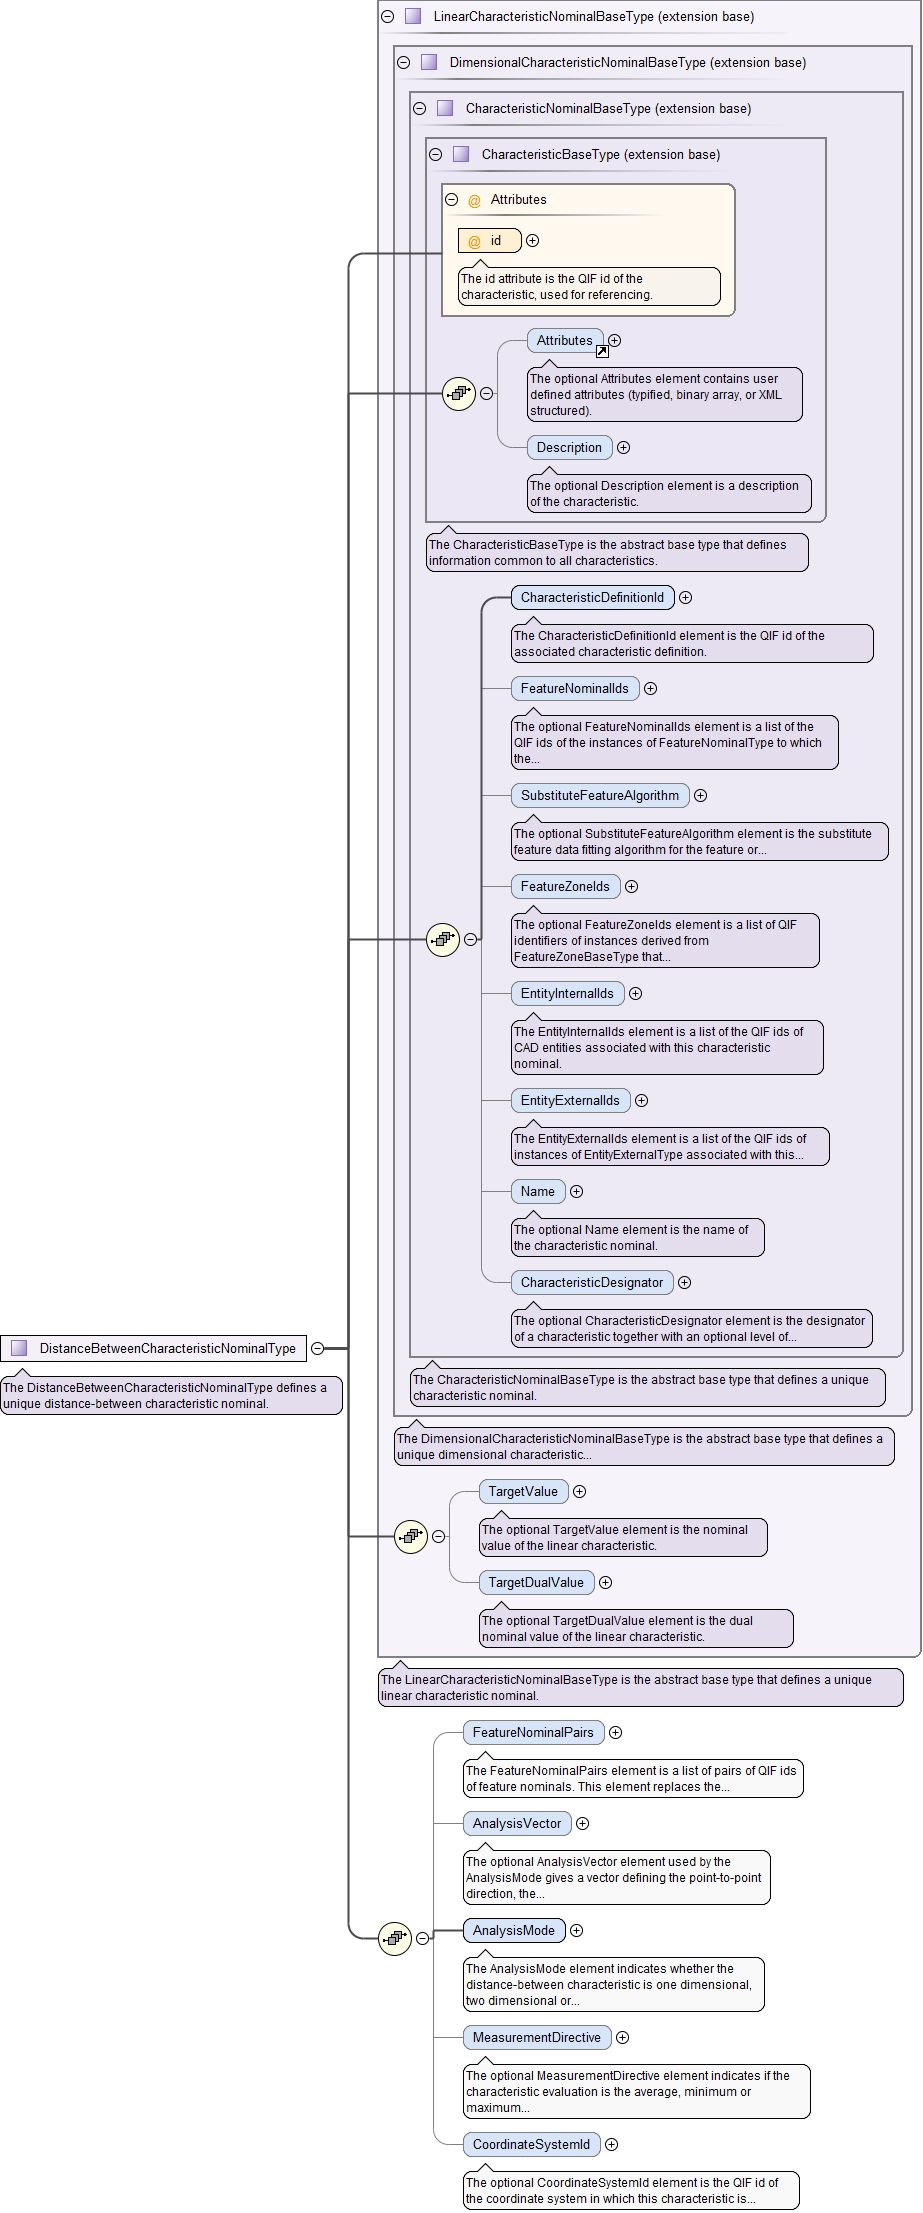 LinearCharacteristicNominalBaseType (extension base)
DimensionalCharacteristicNominalBaseType (extension base)
CharacteristicNominalBaseType (extension base)
CharacteristicBaseType (extension base)
@ Attributes
@ id
The id attribute is the QIF id of the
characteristic, used for referencing.
Attributes
The optional Attributes element contains user
defined attributes (typified, binary array, or XML
structured).
Description
The optional Description element is a description
of the characteristic.
The CharacteristicBaseType is the abstract base type that defines
information common to all characteristics.
CharacteristicDefinitionId
The CharacteristicDefinitionId element is the QIF id of the
associated characteristic definition.
FeatureNominalIds
The optional FeatureNominalIds element is a list of the
QIF ids of the instances of FeatureNominalType to which
the...
SubstituteFeatureAlgorithm
The optional SubstituteFeatureAlgorithm element is the substitute
feature data fitting algorithm for the feature or...
FeatureZoneIds
The optional FeatureZoneIds element is a list of QIF
identifiers of instances derived from
FeatureZoneBaseType that...
EntityInternalIds
The EntityInternalIds element is a list of the QIF ids of
CAD entities associated with this characteristic
nominal.
EntityExternalIds
The EntityExternalIds element is a list of the QIF ids of
instances of EntityExternalType associated with this...
Name
The optional Name element is the name of
the characteristic nominal.
CharacteristicDesignator
The optional CharacteristicDesignator element is the designator
of a characteristic together with an optional level of...
DistanceBetweenCharacteristicNominalType
The DistanceBetweenCharacteristicNominalType defines a
unique distance-between characteristic nominal.
The CharacteristicNominalBaseType is the abstract base type that defines a unique
characteristic nominal.
The DimensionalCharacteristicNominalBaseType is the abstract base type that defines a
unique dimensional characteristic...
TargetValue
The optional TargetValue element is the nominal
value of the linear characteristic.
TargetDualValue
The optional TargetDualValue element is the dual
nominal value of the linear characteristic.
The LinearCharacteristicNominalBaseType is the abstract base type that defines a unique
linear characteristic nominal.
FeatureNominalPairs
The FeatureNominalPairs element is a list of pairs of QIF ids
of feature nominals. This element replaces the...
AnalysisVector
The optional AnalysisVector element used by the
AnalysisMode gives a vector defining the point-to-point
direction, the...
AnalysisMode
The AnalysisMode element indicates whether the
distance-between characteristic is one dimensional,
two dimensional or...
MeasurementDirective
The optional MeasurementDirective element indicates if the
characteristic evaluation is the average, minimum or
maximum...
CoordinateSystemId
The optional CoordinateSystemId element is the QIF id of
the coordinate system in which this characteristic is...